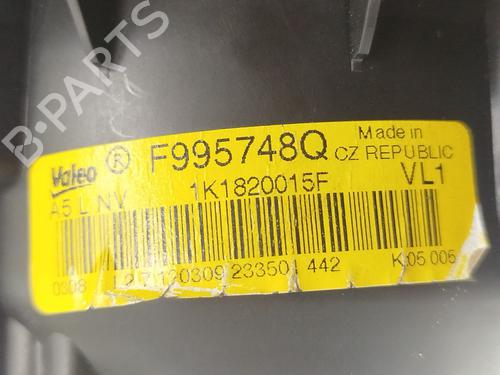 B-PARTS
Valeo ® F995748Q Made in
CZ REPUBLIC
A5 L NV 1K1820015F VL1
0308 120309 233501 442 K 05 005